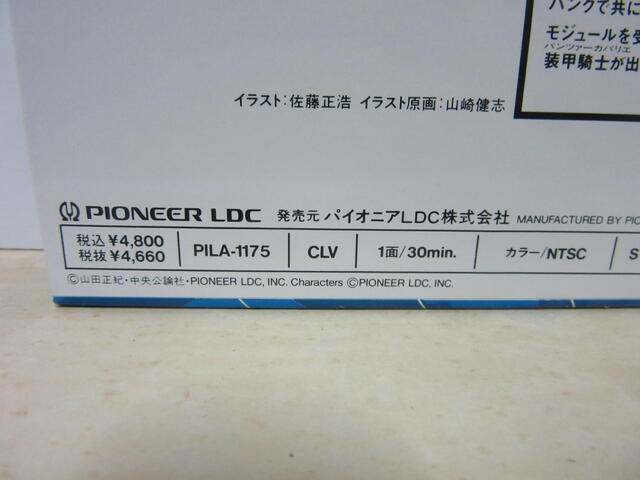 バンクで共に
モジュールを受
パンツァーカバリエ
装甲騎士が出
イラスト:佐藤正浩 イラスト原画:山崎健志
PIONEER LDC 発売元 パイオニアLDC株式会社 MANUFACTURED BY PIO
税込¥4,800 税抜¥4,660 PILA-1175 CLV 1面/30min. カラー/NTSC S
©山田正紀・中央公論社・PIONEER LDC, INC. Characters ©PIONEER LDC, INC.